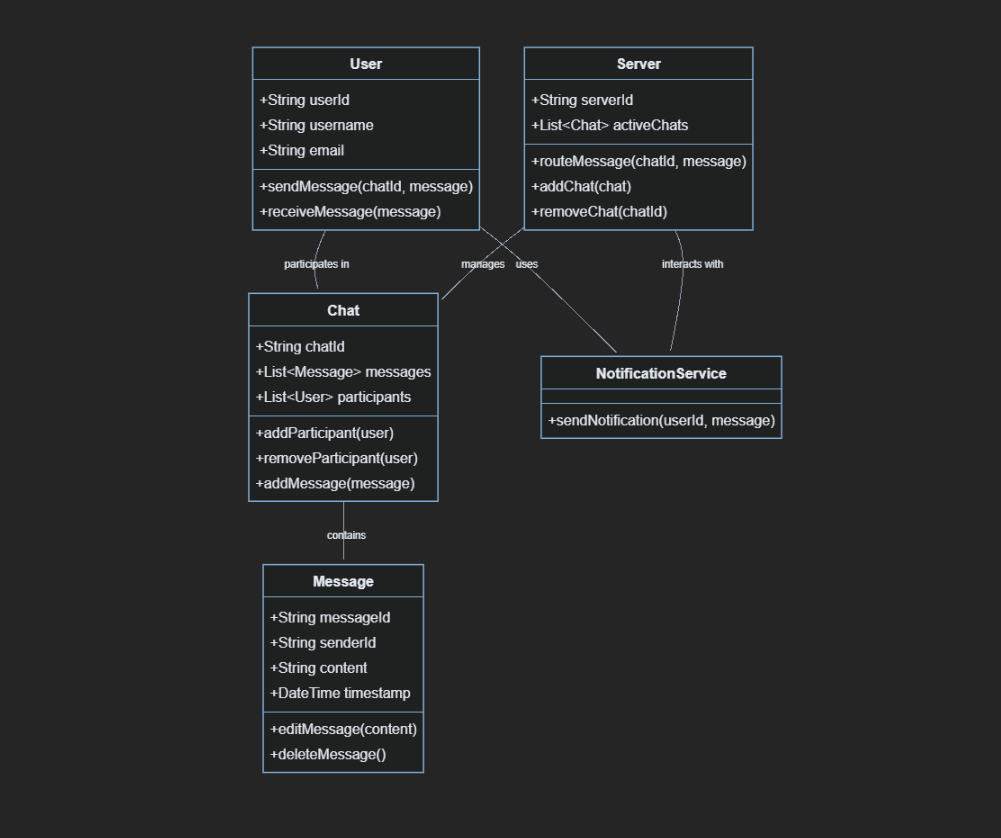 User
+String userId
+String username
+String email
+sendMessage(chatId, message)
+receiveMessage(message)
Server
+String serverId
+List<Chat> activeChats
+routeMessage(chatId, message)
+addChat(chat)
+removeChat(chatId)
participates in
manages
uses
interacts with
Chat
+String chatId
+List<Message> messages
+List<User> participants
+addParticipant(user)
+removeParticipant(user)
+addMessage(message)
NotificationService
+sendNotification(userId, message)
contains
Message
+String messageId
+String senderId
+String content
+DateTime timestamp
+editMessage(content)
+deleteMessage()